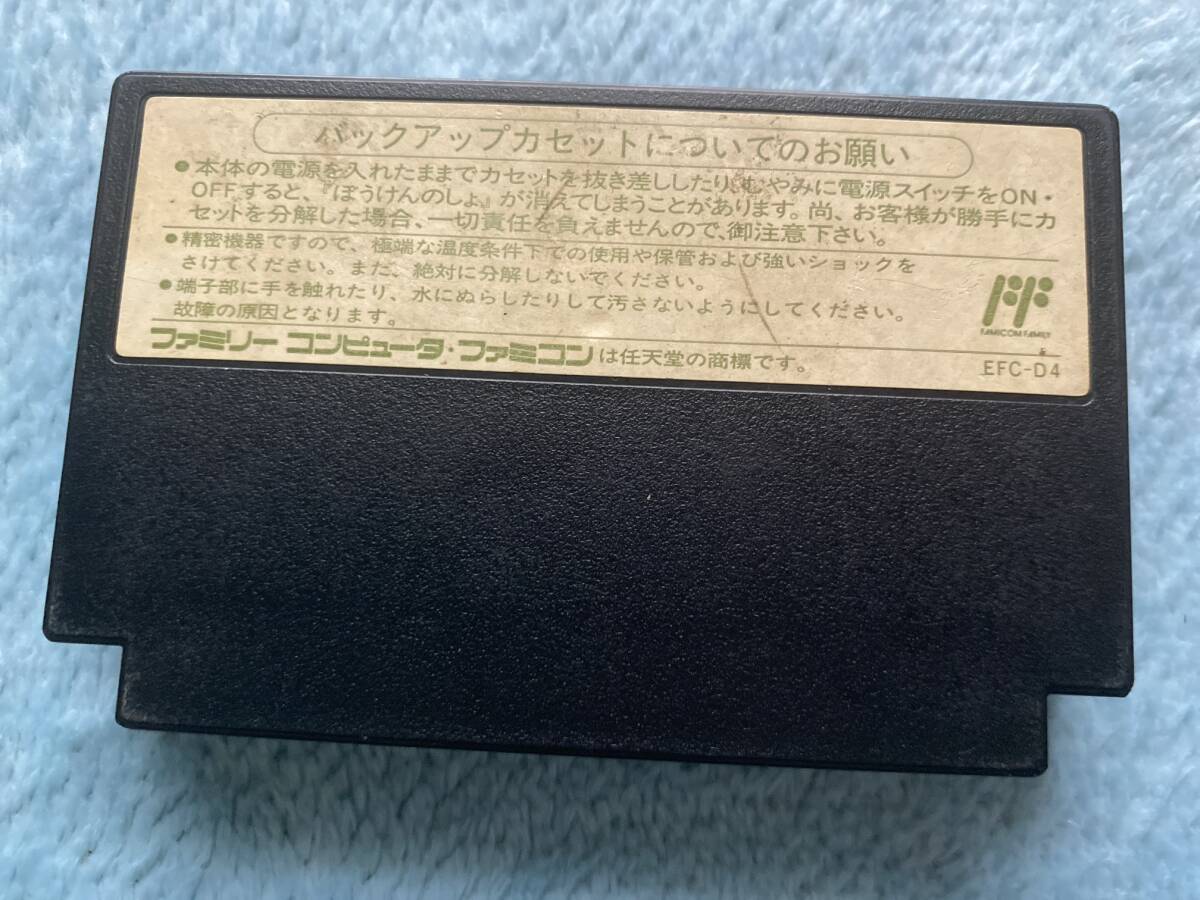 バックアップカセットについてのお願い
●本体の電源を入れたままでカセットを抜き差ししたり、むやみに電源スイッチをON・
OFFすると、『ぼうけんのしょ』が消えてしまうことがあります。尚、お客様が勝手にカ
セットを分解した場合、一切責任を負えませんので、御注意下さい。
●精密機器ですので、極端な温度条件下での使用や保管および強いショックを
さけてください。また、絶対に分解しないでください。
●端子部に手を触れたり、水にぬらしたりして汚さないようにしてください。
故障の原因となります。
FAMICOM FAMILY
ファミリーコンピュータ・ファミコンは任天堂の商標です。
EFC-D4